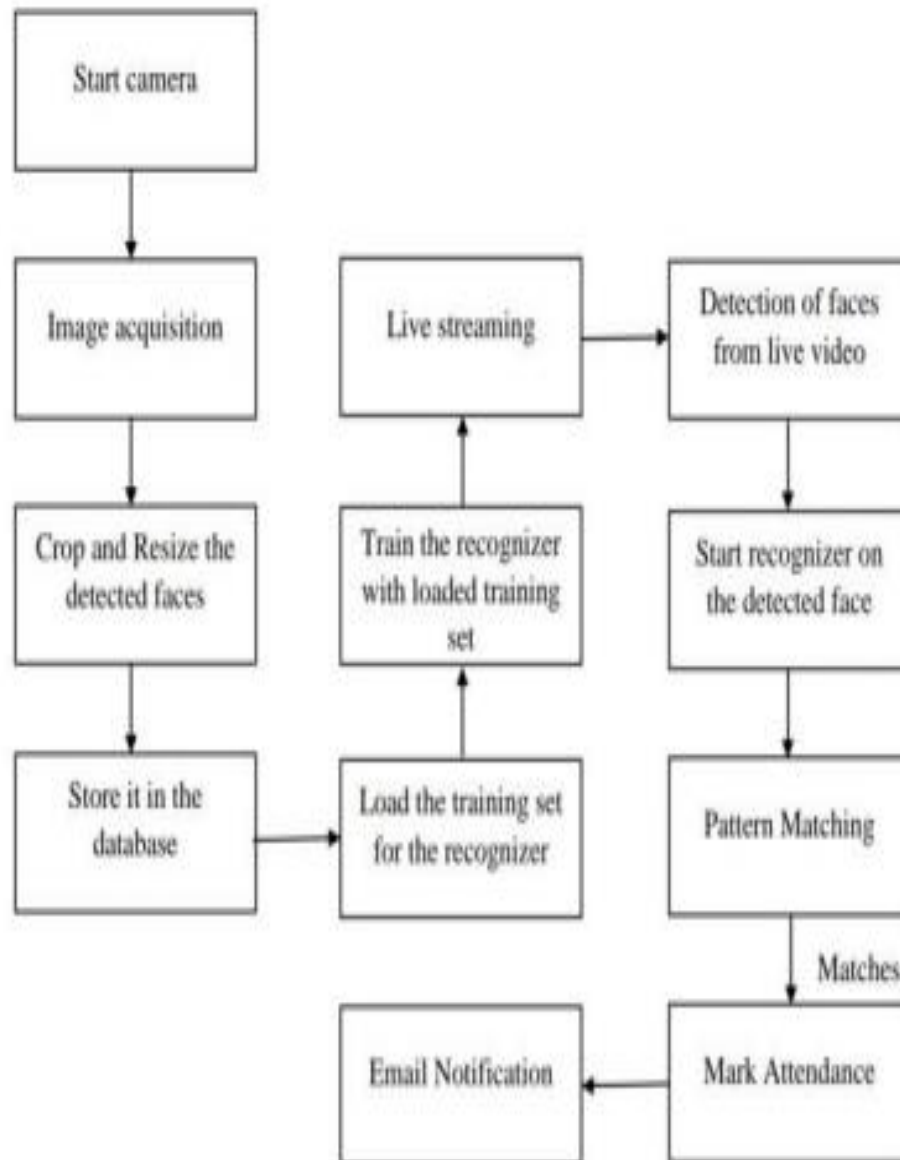 Start camera
Image acquisition
Crop and Resize the
detected faces
Store it in the
database
Load the training set
for the recognizer
Train the recognizer
with loaded training
set
Live streaming
Detection of faces
from live video
Start recognizer on
the detected face
Pattern Matching
Matches
Mark Attendance
Email Notification